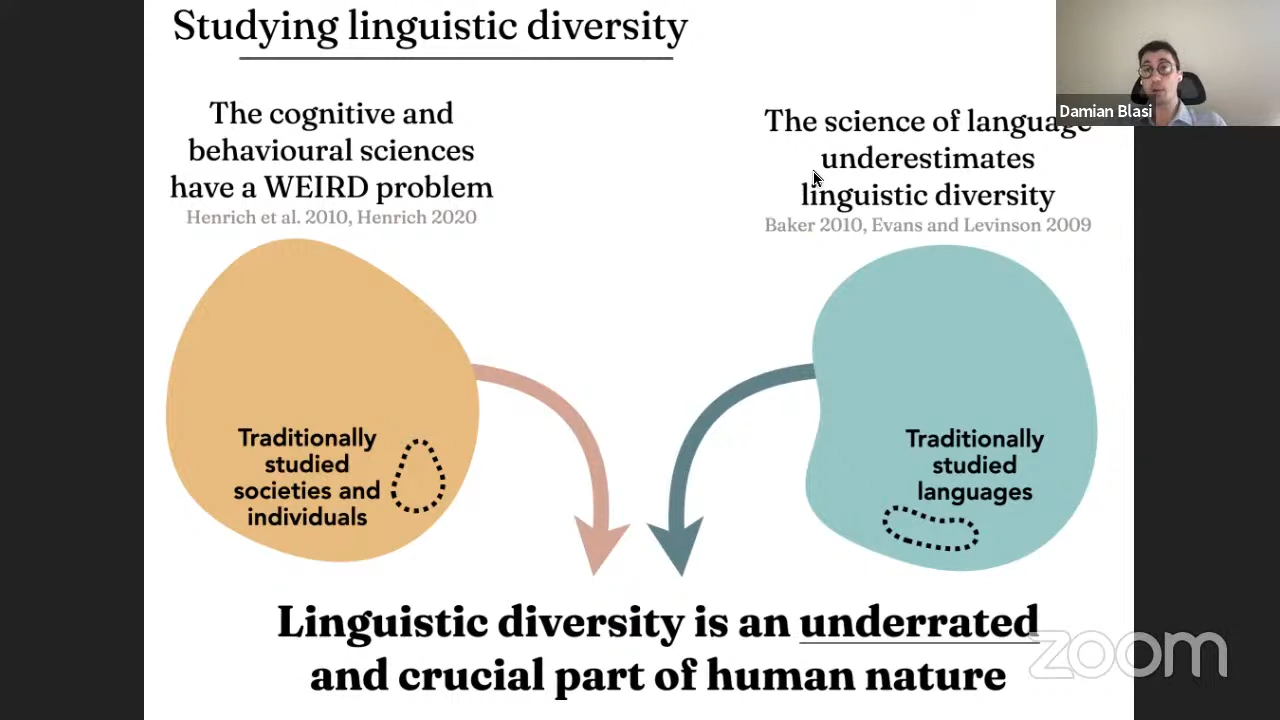 Studying linguistic diversity
The cognitive and
behavioural sciences
have a WEIRD problem
Henrich et al. 2010, Henrich 2020
Traditionally
studied
societies and
individuals
The science of language
underestimates
linguistic diversity
Baker 2010, Evans and Levinson 2009
Traditionally
studied
languages
Linguistic diversity is an underrated
and crucial part of human nature
Damian Blasi
zoom